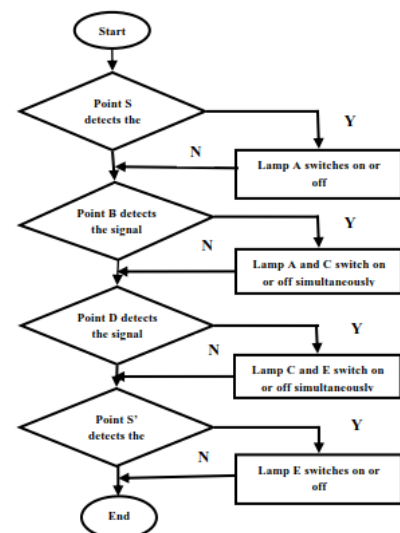 Start
Point S
detects the
Y
N
Lamp A switches on or
off
Point B detects
the signal
Y
N
Lamp A and C switch on
or off simultaneously
Point D detects
the signal
Y
N
Lamp C and E switch on
or off simultaneously
Point S'
detects the
Y
N
Lamp E switches on or
off
End